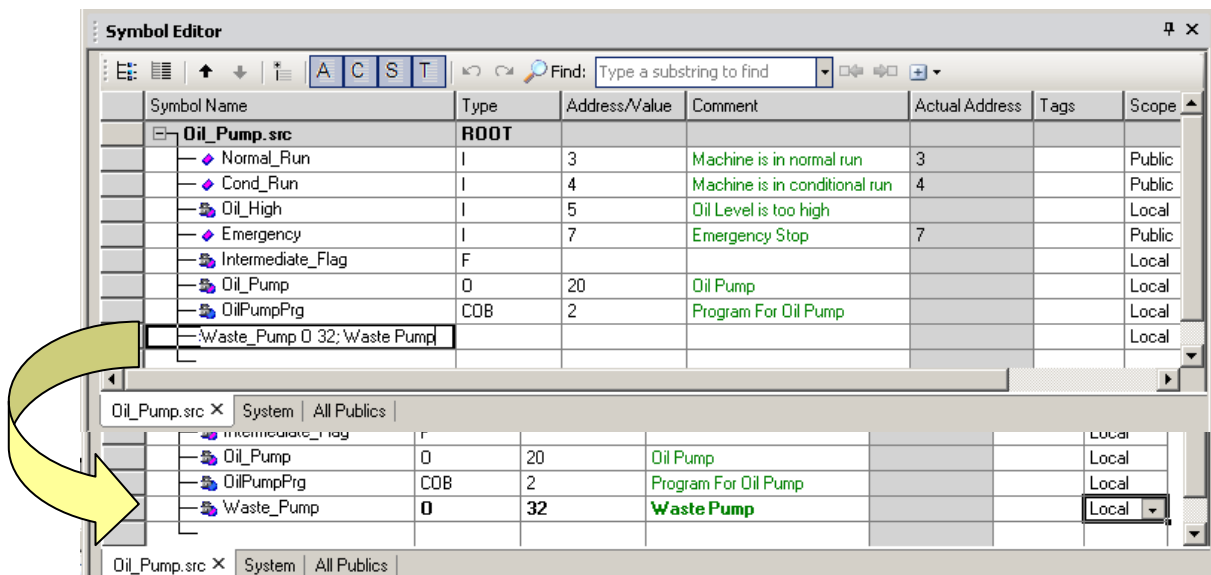 Symbol Editor
A C S T Find: Type a substring to find
Symbol Name Type Address/Value Comment Actual Address Tags Scope
Oil_Pump.src ROOT
Normal_Run I 3 Machine is in normal run 3 Public
Cond_Run I 4 Machine is in conditional run 4 Public
Oil_High I 5 Oil Level is too high Local
Emergency I 7 Emergency Stop 7 Public
Intermediate_Flag F Local
Oil_Pump O 20 Oil Pump Local
OilPumpPrg COB 2 Program For Oil Pump Local
Waste_Pump O 32; Waste Pump Local
Oil_Pump.src System All Publics
Intermediate_Flag F Local
Oil_Pump O 20 Oil Pump Local
OilPumpPrg COB 2 Program For Oil Pump Local
Waste_Pump O 32 Waste Pump Local
Oil_Pump.src System All Publics